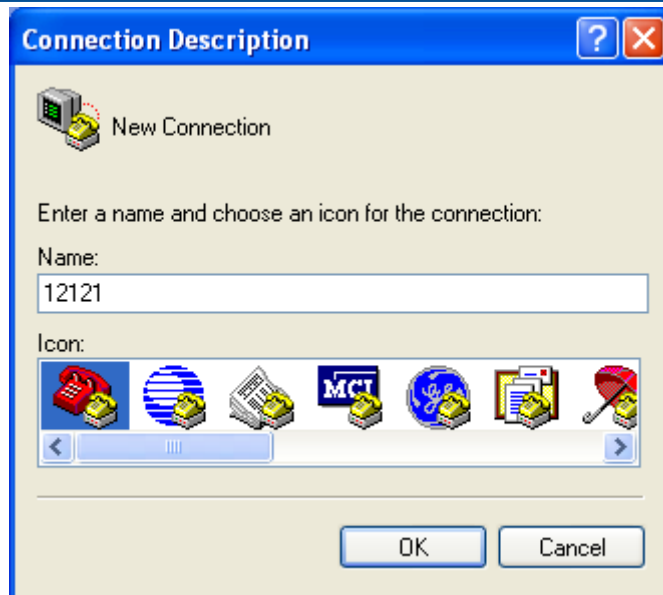 Connection Description
New Connection
Enter a name and choose an icon for the connection:
Name:
12121
Icon:
MCI
OK
Cancel